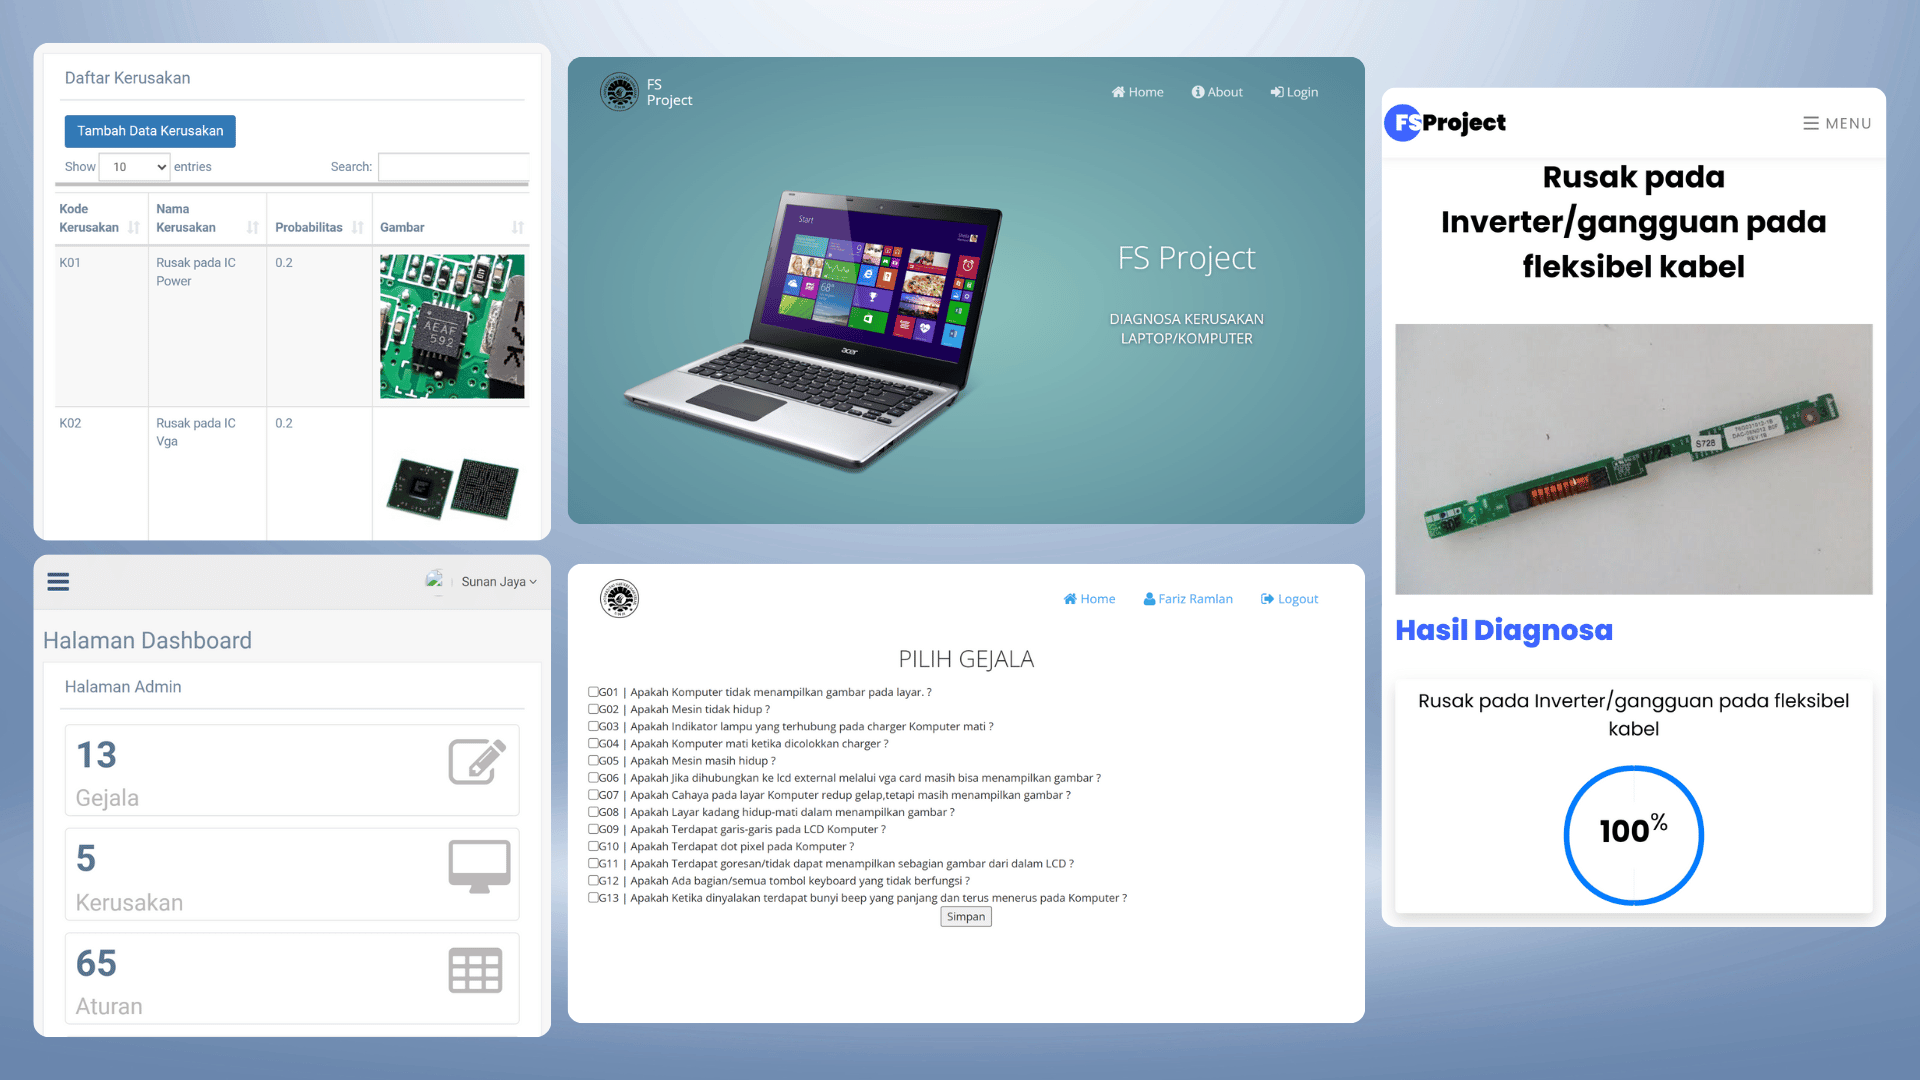 Daftar Kerusakan
Tambah Data Kerusakan
Show 10 entries Search:
Kode Kerusakan Nama Kerusakan Probabilitas Gambar
K01 Rusak pada IC Power 0.2
AEAF
592
K02 Rusak pada IC Vga 0.2
Sunan Jaya
Halaman Dashboard
Halaman Admin
13
Gejala
5
Kerusakan
65
Aturan
FS
Project
Home About Login
Start
68°
acer
FS Project
DIAGNOSA KERUSAKAN
LAPTOP/KOMPUTER
Home Fariz Ramlan Logout
PILIH GEJALA
G01 | Apakah Komputer tidak menampilkan gambar pada layar. ?
G02 | Apakah Mesin tidak hidup ?
G03 | Apakah Indikator lampu yang terhubung pada charger Komputer mati ?
G04 | Apakah Komputer mati ketika dicolokkan charger ?
G05 | Apakah Mesin masih hidup ?
G06 | Apakah Jika dihubungkan ke lcd external melalui vga card masih bisa menampilkan gambar ?
G07 | Apakah Cahaya pada layar Komputer redup gelap,tetapi masih menampilkan gambar ?
G08 | Apakah Layar kadang hidup-mati dalam menampilkan gambar ?
G09 | Apakah Terdapat garis-garis pada LCD Komputer ?
G10 | Apakah Terdapat dot pixel pada Komputer ?
G11 | Apakah Terdapat goresan/tidak dapat menampilkan sebagian gambar dari dalam LCD ?
G12 | Apakah Ada bagian/semua tombol keyboard yang tidak berfungsi ?
G13 | Apakah Ketika dinyalakan terdapat bunyi beep yang panjang dan terus menerus pada Komputer ?
Simpan
FSProject
MENU
Rusak pada
Inverter/gangguan pada
fleksibel kabel
S728
Hasil Diagnosa
Rusak pada Inverter/gangguan pada fleksibel
kabel
100%